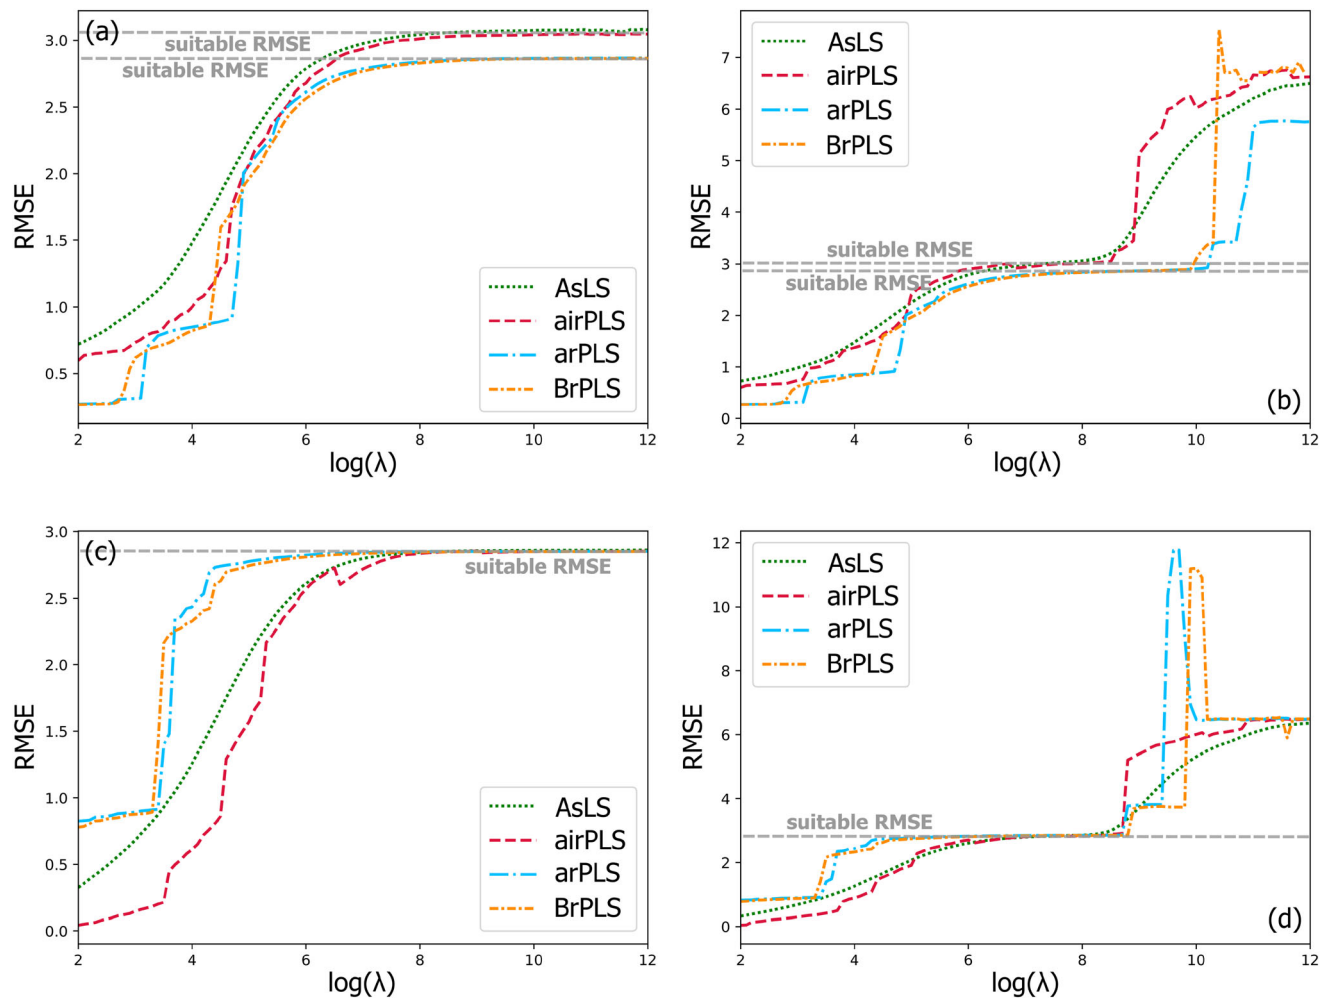 (a)
suitable RMSE
suitable RMSE
3.0
2.5
2.0
1.5
1.0
0.5
RMSE
AsLS
airPLS
arPLS
BrPLS
2
4
6
8
10
12
log(λ)
(b)
AsLS
airPLS
arPLS
BrPLS
suitable RMSE
suitable RMSE
7
6
5
4
3
2
1
0
RMSE
2
4
6
8
10
12
log(λ)
(c)
suitable RMSE
3.0
2.5
2.0
1.5
1.0
0.5
0.0
RMSE
AsLS
airPLS
arPLS
BrPLS
2
4
6
8
10
12
log(λ)
AsLS
airPLS
arPLS
BrPLS
suitable RMSE
12
10
8
6
4
2
0
RMSE
(d)
2
4
6
8
10
12
log(λ)